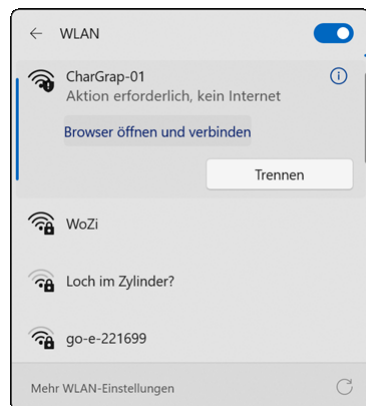 WLAN
CharGrap-01
Aktion erforderlich, kein Internet
Browser öffnen und verbinden
Trennen
WoZi
Loch im Zylinder?
go-e-221699
Mehr WLAN-Einstellungen